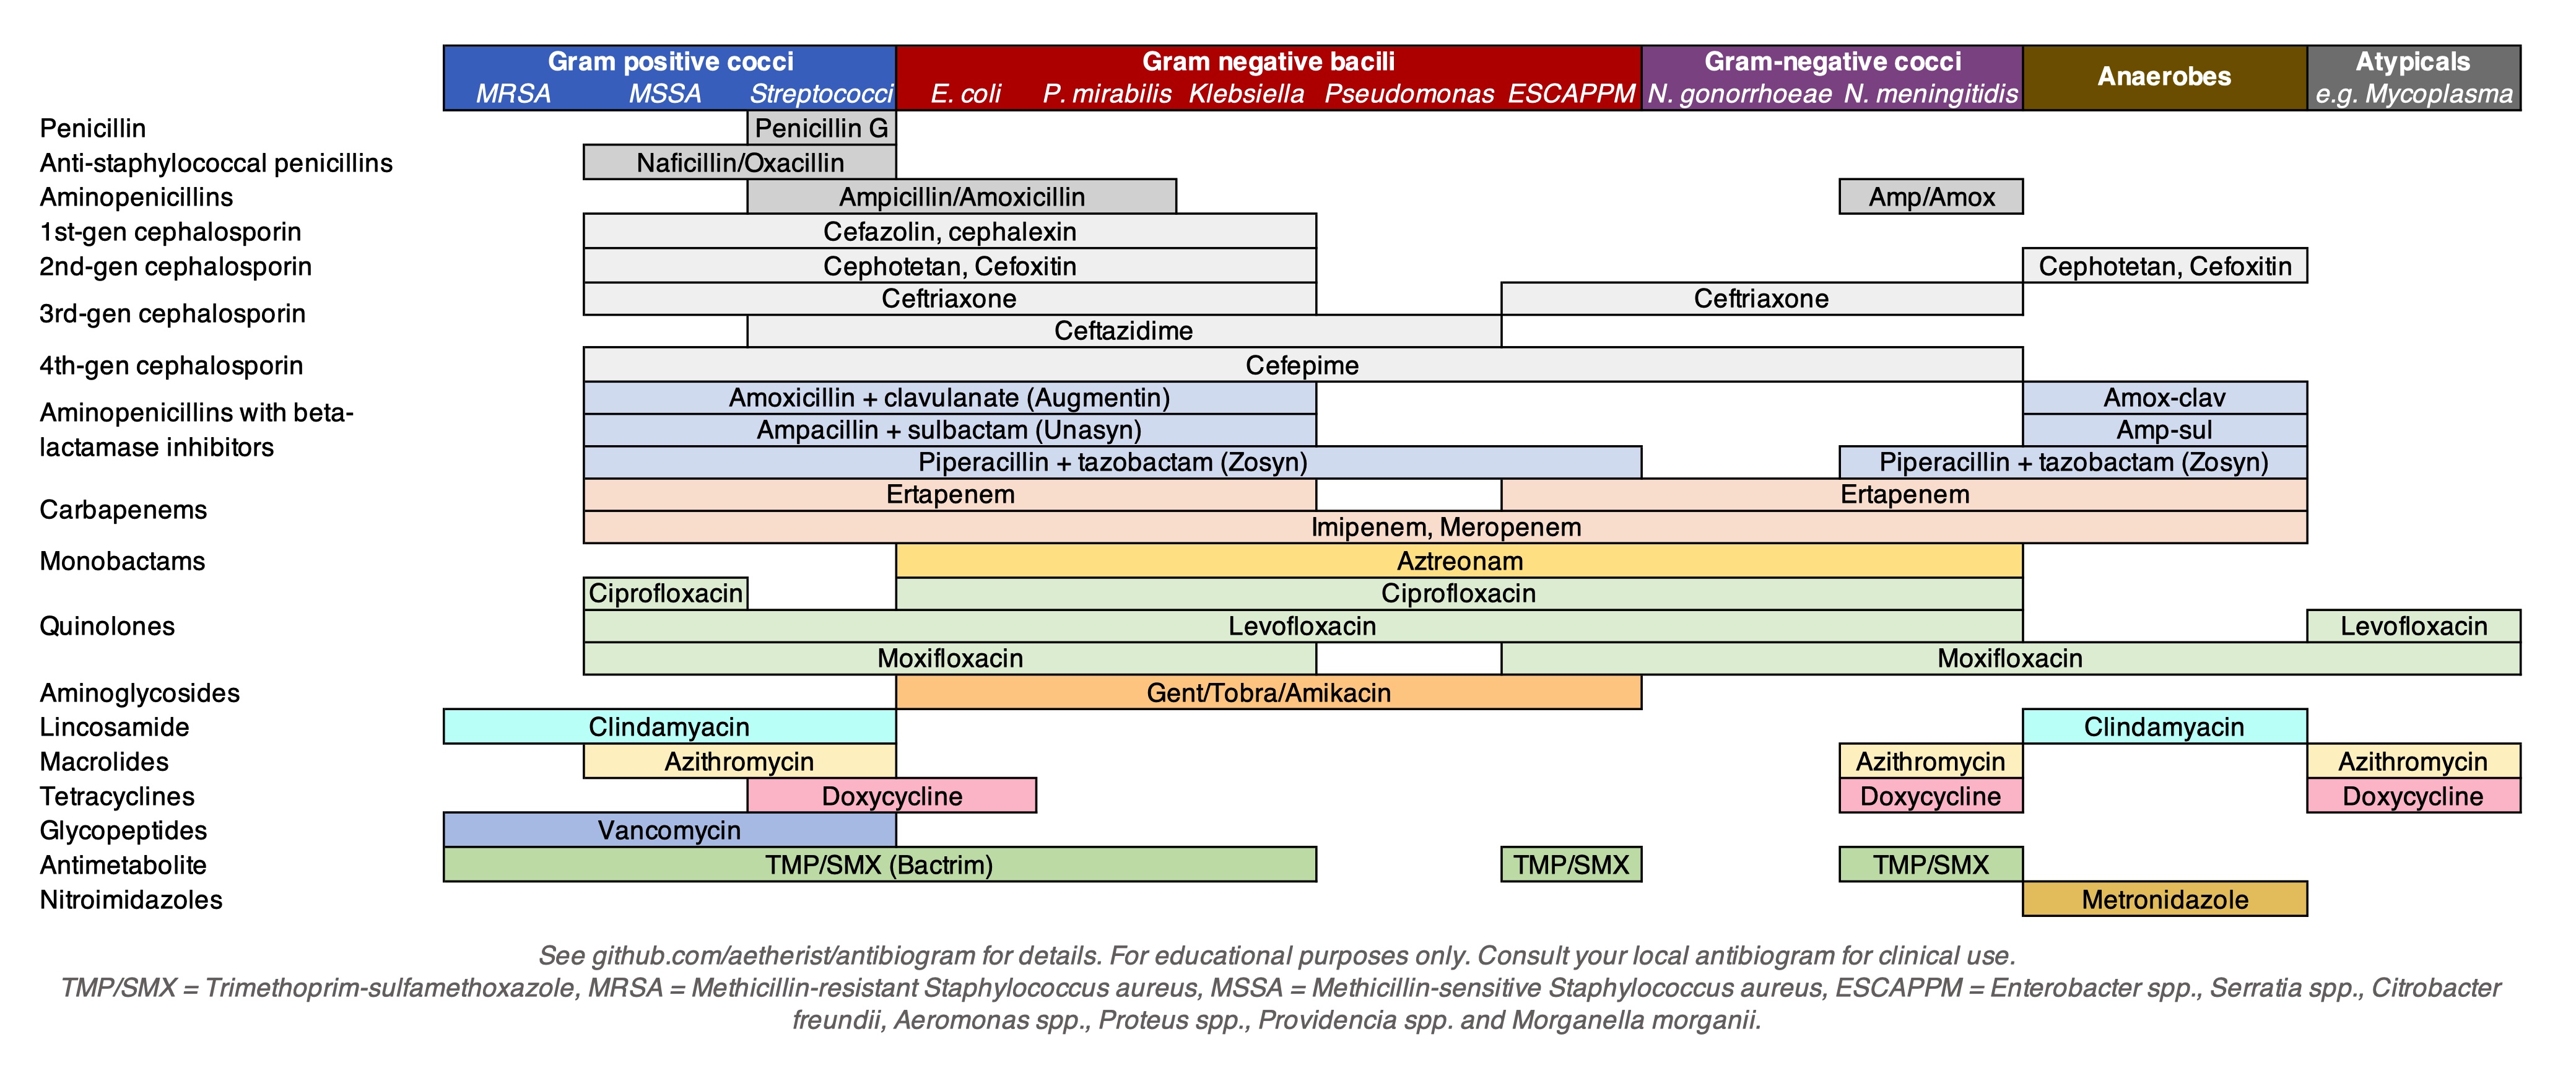 Gram positive cocci
Gram negative bacili
Gram-negative cocci
Anaerobes
Atypicals
MRSA MSSA Streptococci E. coli P. mirabilis Klebsiella Pseudomonas ESCAPPM N. gonorrhoeae N. meningitidis e.g. Mycoplasma
Penicillin Penicillin G
Anti-staphylococcal penicillins Naficillin/Oxacillin
Aminopenicillins Ampicillin/Amoxicillin Amp/Amox
1st-gen cephalosporin Cefazolin, cephalexin
2nd-gen cephalosporin Cephotetan, Cefoxitin Cephotetan, Cefoxitin
3rd-gen cephalosporin
Ceftriaxone Ceftriaxone
Ceftazidime
4th-gen cephalosporin Cefepime
Aminopenicillins with beta-
lactamase inhibitors
Amoxicillin + clavulanate (Augmentin) Amox-clav
Ampacillin + sulbactam (Unasyn) Amp-sul
Piperacillin + tazobactam (Zosyn) Piperacillin + tazobactam (Zosyn)
Carbapenems
Ertapenem Ertapenem
Imipenem, Meropenem
Monobactams Aztreonam
Quinolones
Ciprofloxacin Ciprofloxacin
Levofloxacin Levofloxacin
Moxifloxacin Moxifloxacin
Aminoglycosides Gent/Tobra/Amikacin
Lincosamide Clindamyacin Clindamyacin
Macrolides Azithromycin Azithromycin Azithromycin
Tetracyclines Doxycycline Doxycycline Doxycycline
Glycopeptides Vancomycin
Antimetabolite TMP/SMX (Bactrim) TMP/SMX TMP/SMX
Nitroimidazoles Metronidazole
See github.com/aetherist/antibiogram for details. For educational purposes only. Consult your local antibiogram for clinical use.
TMP/SMX = Trimethoprim-sulfamethoxazole, MRSA = Methicillin-resistant Staphylococcus aureus, MSSA = Methicillin-sensitive Staphylococcus aureus, ESCAPPM = Enterobacter spp., Serratia spp., Citrobacter
freundii, Aeromonas spp., Proteus spp., Providencia spp. and Morganella morganii.